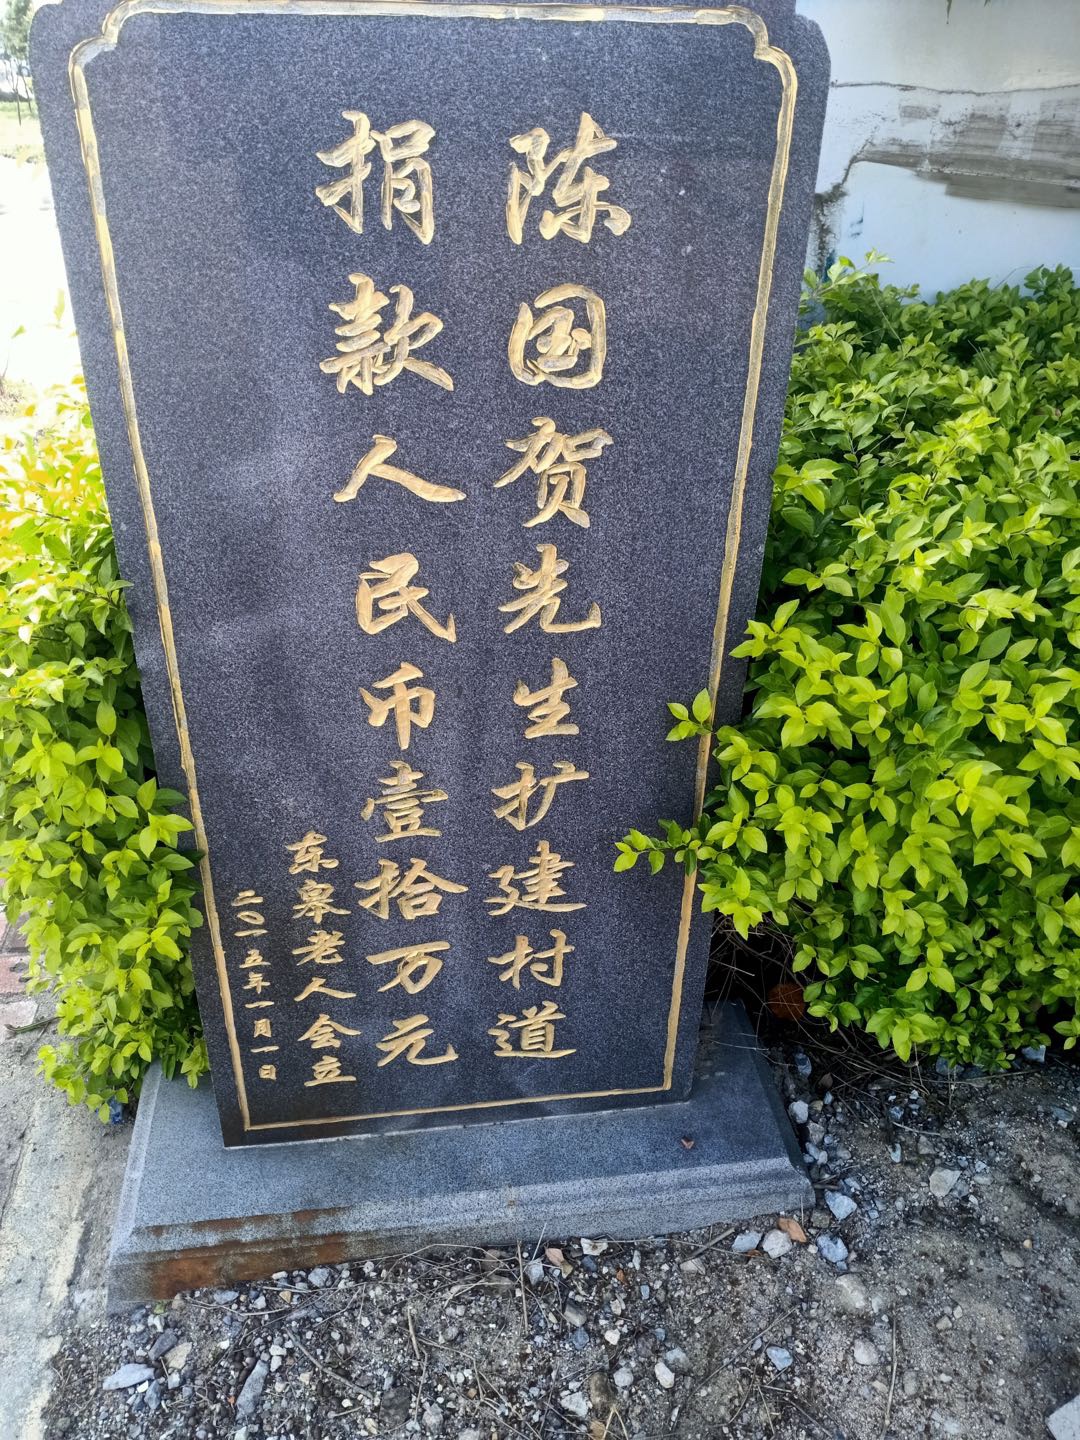 陈国贺先生扩建村道
捐款人民币壹拾万元
东皋老人会立
二〇一五年一月一日